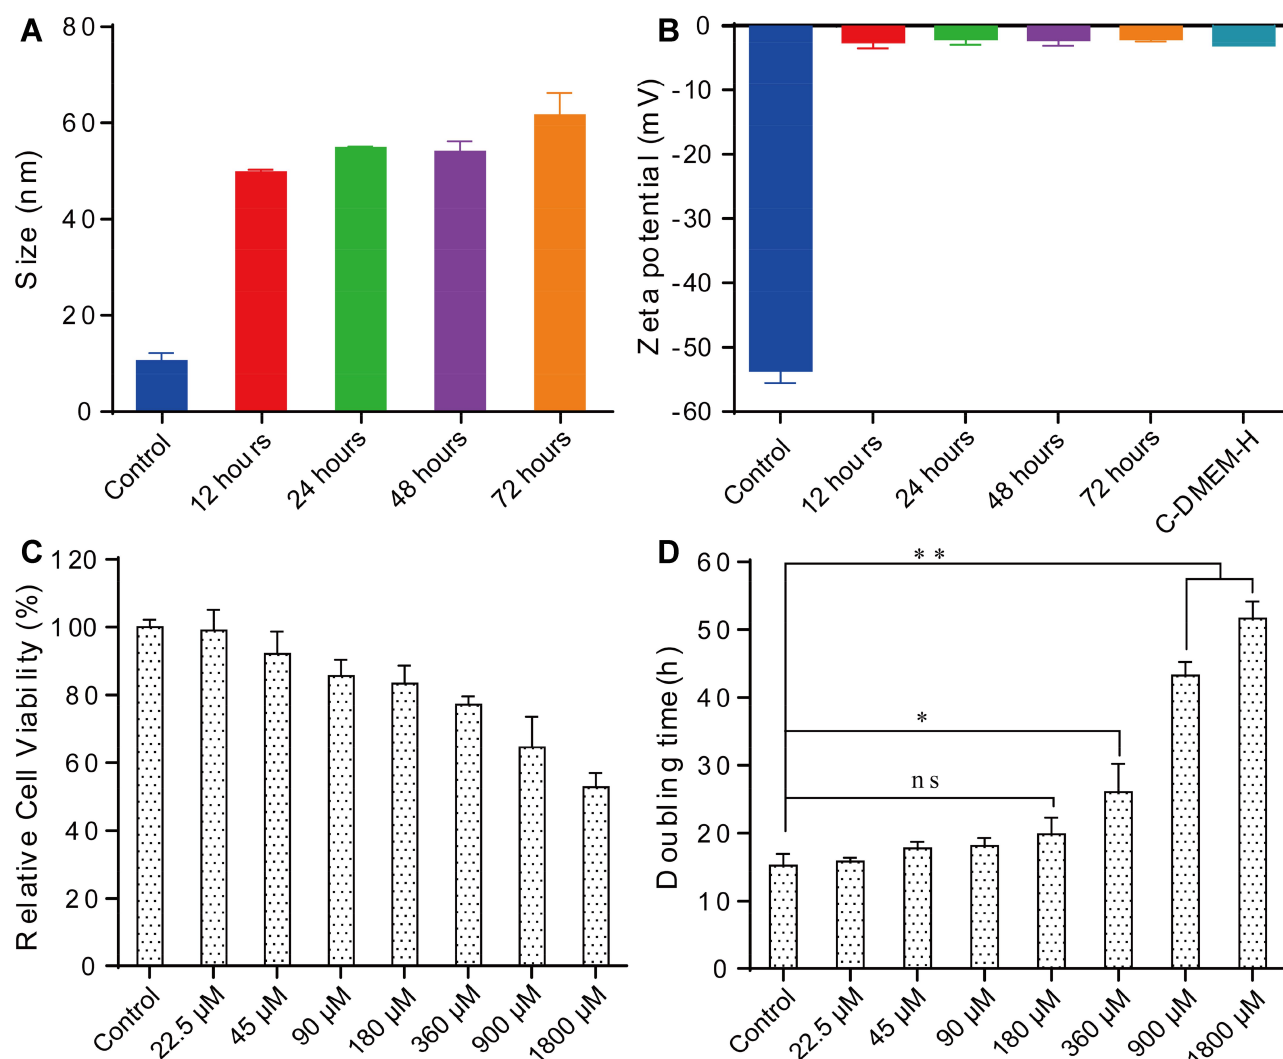 A
Size (nm)
80
60
40
20
0
Control
12 hours
24 hours
48 hours
72 hours
B
Zeta potential (mV)
0
-10
-20
-30
-40
-50
-60
Control
12 hours
24 hours
48 hours
72 hours
C-DMEM-H
C
Relative Cell Viability (%)
120
100
80
60
40
20
0
Control
22.5 μM
45 μM
90 μM
180 μM
360 μM
900 μM
1800 μM
D
Doubling time(h)
60
50
40
30
20
10
0
**
*
ns
Control
22.5 μM
45 μM
90 μM
180 μM
360 μM
900 μM
1800 μM